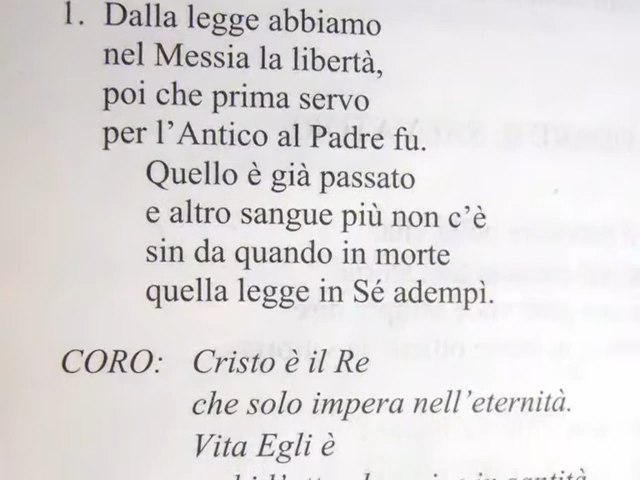 1. Dalla legge abbiamo
nel Messia la libertà,
poi che prima servo
per l'Antico al Padre fu.
Quello è già passato
e altro sangue più non c'è
sin da quando in morte
quella legge in Sé adempì.
CORO: Cristo è il Re
che solo impera nell'eternità.
Vita Egli è